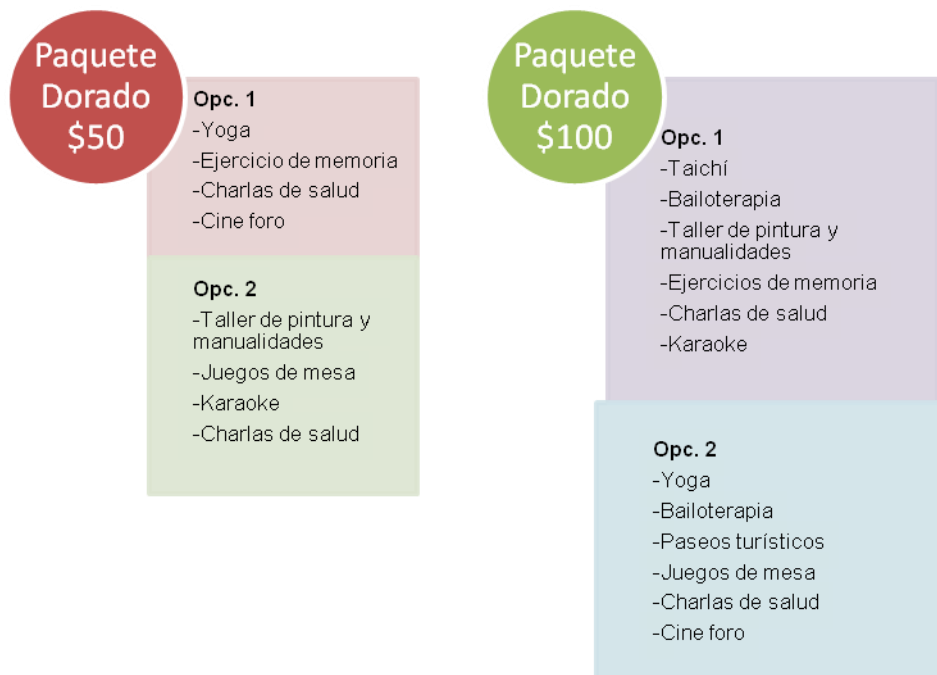 Paquete
Dorado
$50
Opc. 1
-Yoga
-Ejercicio de memoria
-Charlas de salud
-Cine foro
Opc. 2
-Taller de pintura y
manualidades
-Juegos de mesa
-Karaoke
-Charlas de salud
Paquete
Dorado
$100
Opc. 1
-Taichí
-Bailoterapia
-Taller de pintura y
manualidades
-Ejercicios de memoria
-Charlas de salud
-Karaoke
Opc. 2
-Yoga
-Bailoterapia
-Paseos turísticos
-Juegos de mesa
-Charlas de salud
-Cine foro